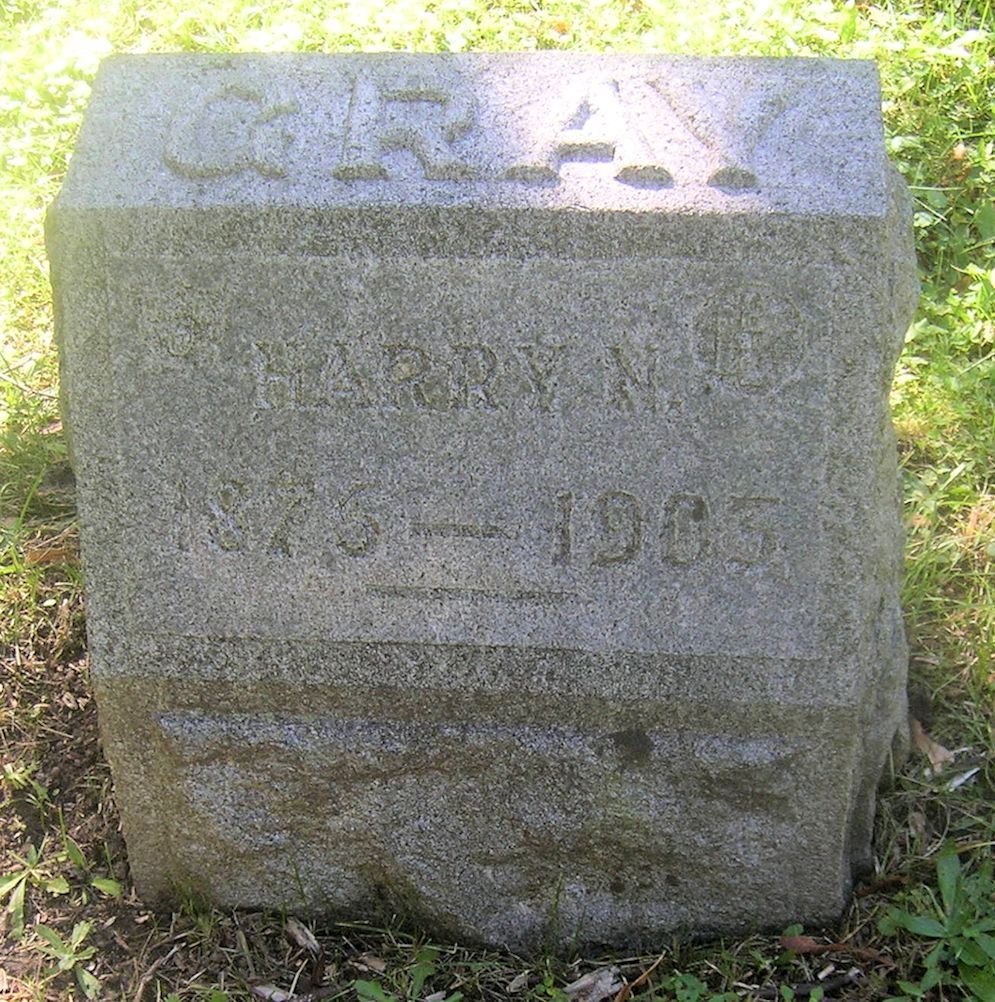 GRAY
HARRY N.
1875 — 1903